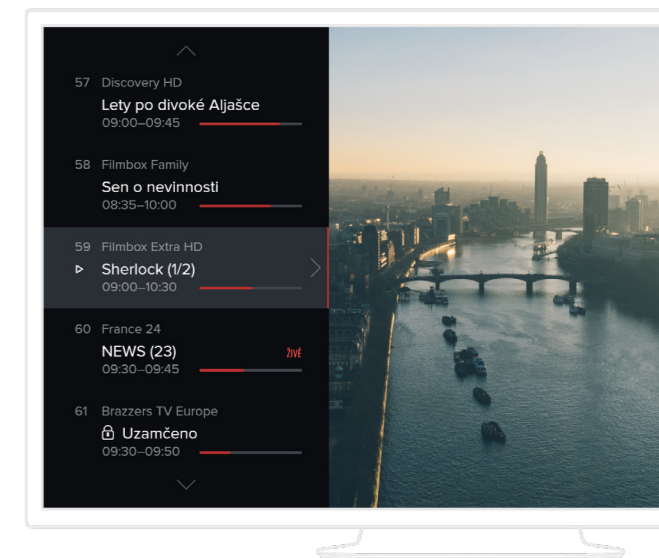 57 Discovery HD
Lety po divoké Aljašce
09:00–09:45
58 Filmbox Family
Sen o nevinnosti
08:35–10:00
59 Filmbox Extra HD
Sherlock (1/2)
09:00–10:30
60 France 24
NEWS (23) ŽIVĚ
09:30–09:45
61 Brazzers TV Europe
Uzamčeno
09:30–09:50